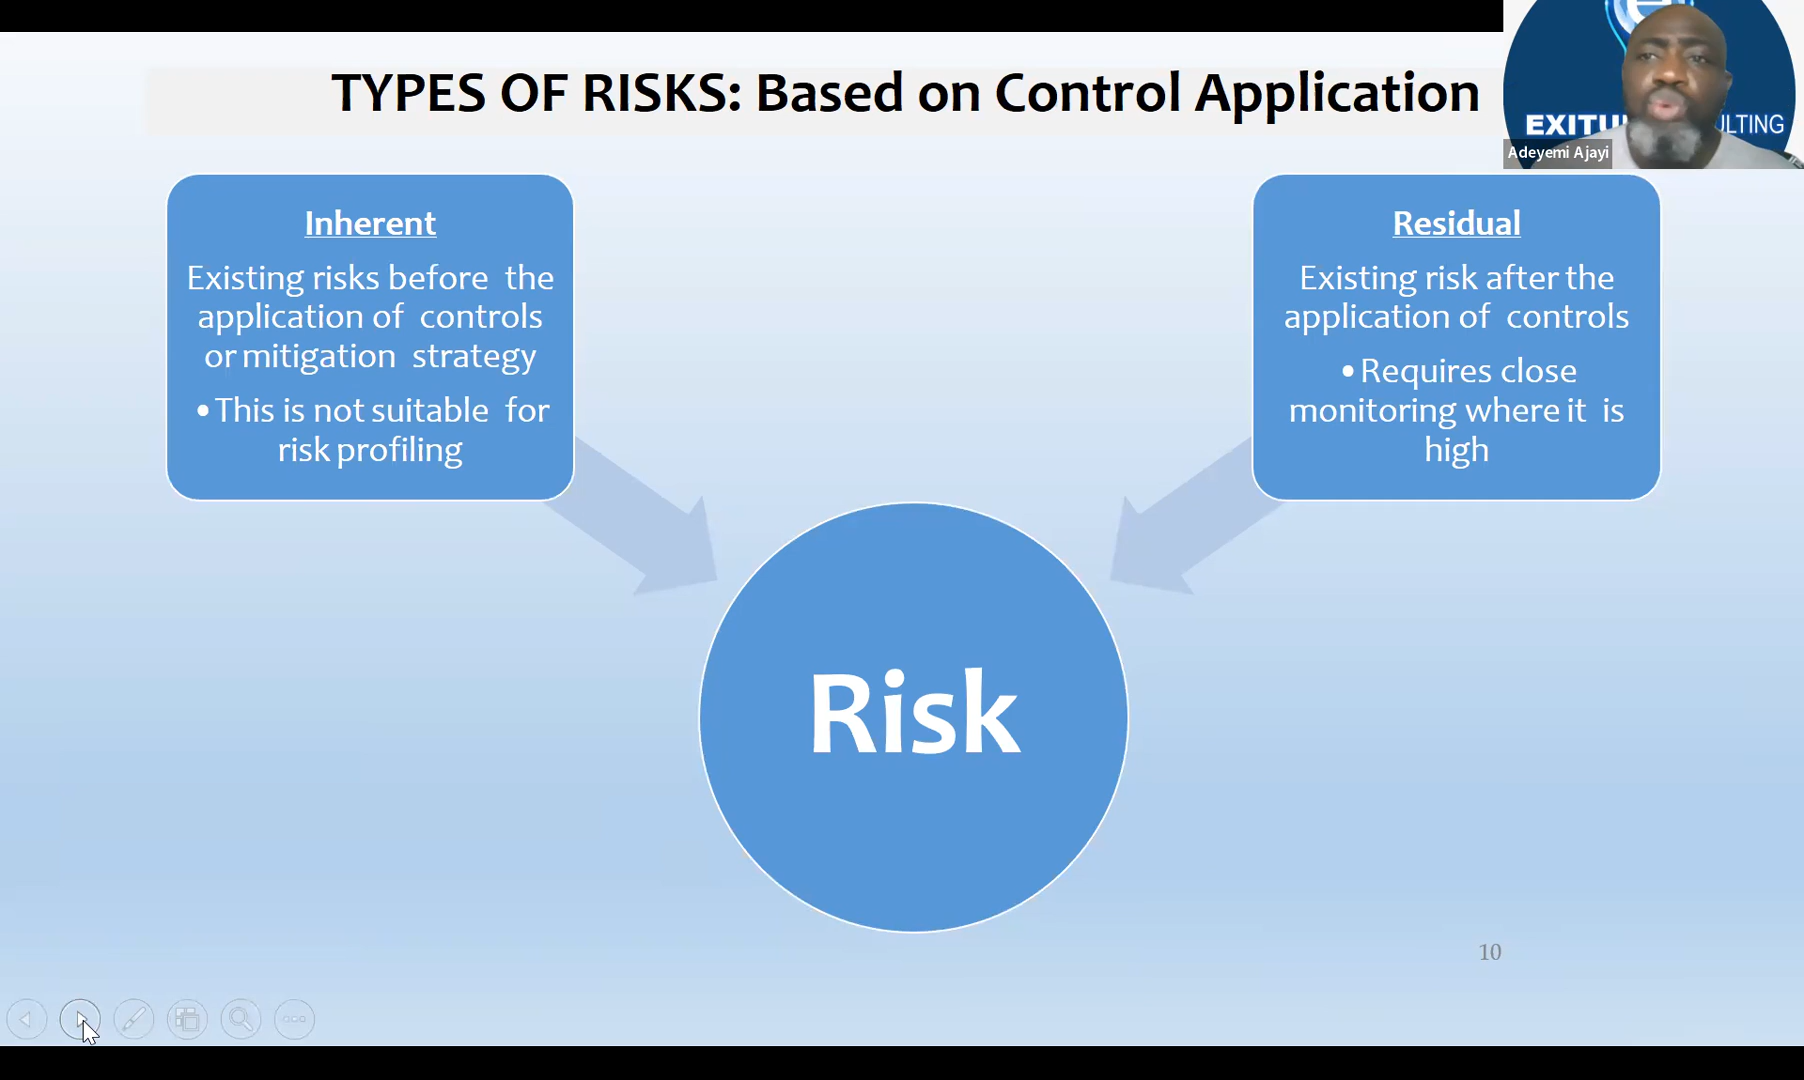 TYPES OF RISKS: Based on Control Application
EXITU
ULTING
Adeyemi Ajayi
Inherent
Existing risks before the
application of controls
or mitigation strategy
•This is not suitable for
risk profiling
Residual
Existing risk after the
application of controls
•Requires close
monitoring where it is
high
Risk
10